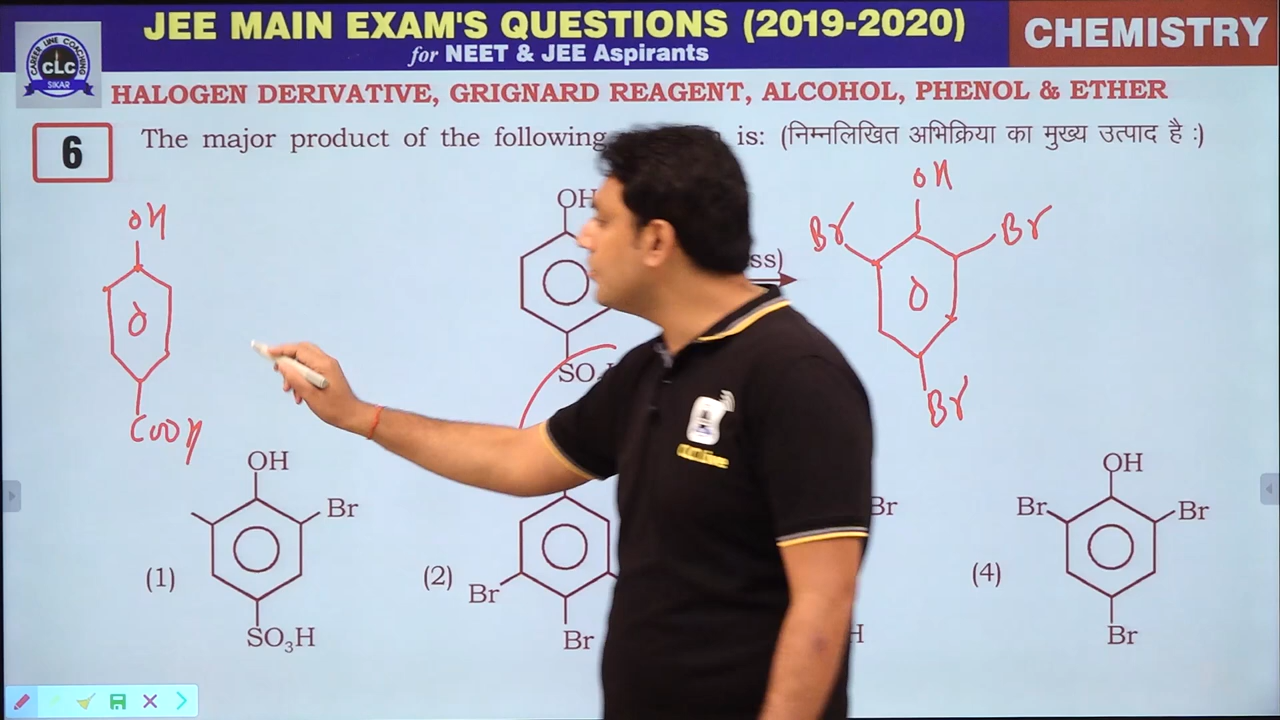 JEE MAIN EXAM'S QUESTIONS (2019-2020)
for NEET & JEE Aspirants
CHEMISTRY
CAREER LINE COACHING
CLC
SIKAR
HALOGEN DERIVATIVE, GRIGNARD REAGENT, ALCOHOL, PHENOL & ETHER
6
The major product of the following is: (निम्नलिखित अभिक्रिया का मुख्य उत्पाद है :)
OH
COOH
OH
SO
ss)
OH
Br
Br
Br
(1)
OH
Br
SO3H
(2)
Br
Br
Br
H
(4)
OH
Br
Br
Br